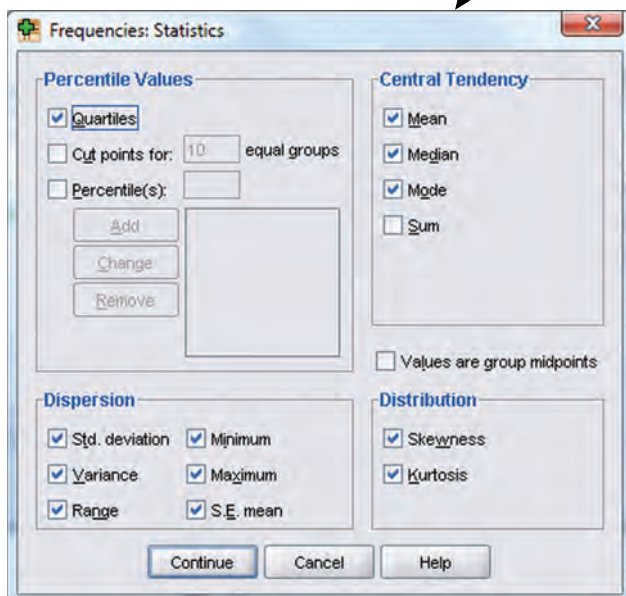 Frequencies: Statistics
Percentile Values
Quartiles
Cut points for: 10 equal groups
Percentile(s):
Add
Change
Remove
Central Tendency
Mean
Median
Mode
Sum
Values are group midpoints
Dispersion
Std. deviation Minimum
Variance Maximum
Range S.E. mean
Distribution
Skewness
Kurtosis
Continue Cancel Help